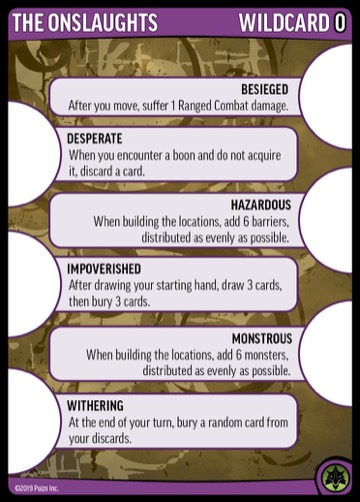 THE ONSLAUGHTS WILDCARD 0
BESIEGED
After you move, suffer 1 Ranged Combat damage.
DESPERATE
When you encounter a boon and do not acquire
it, discard a card.
HAZARDOUS
When building the locations, add 6 barriers,
distributed as evenly as possible.
IMPOVERISHED
After drawing your starting hand, draw 3 cards,
then bury 3 cards.
MONSTROUS
When building the locations, add 6 monsters,
distributed as evenly as possible.
WITHERING
At the end of your turn, bury a random card from
your discards.
©2019 Paizo Inc.